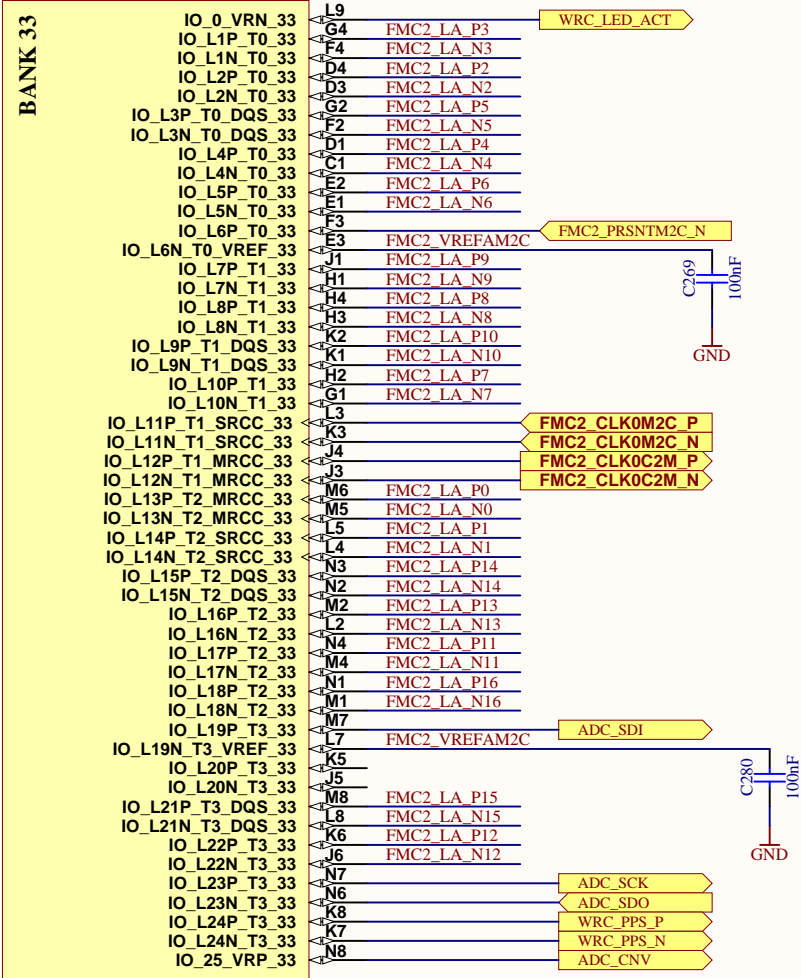 BANK 33
IO_0_VRN_33 L9 WRC_LED_ACT
IO_L1P_T0_33 G4 FMC2_LA_P3
IO_L1N_T0_33 F4 FMC2_LA_N3
IO_L2P_T0_33 D4 FMC2_LA_P2
IO_L2N_T0_33 D3 FMC2_LA_N2
IO_L3P_T0_DQS_33 G2 FMC2_LA_P5
IO_L3N_T0_DQS_33 F2 FMC2_LA_N5
IO_L4P_T0_33 D1 FMC2_LA_P4
IO_L4N_T0_33 C1 FMC2_LA_N4
IO_L5P_T0_33 E2 FMC2_LA_P6
IO_L5N_T0_33 E1 FMC2_LA_N6
IO_L6P_T0_33 F3 FMC2_PRSNTM2C_N
IO_L6N_T0_VREF_33 E3 FMC2_VREFAM2C
IO_L7P_T1_33 J1 FMC2_LA_P9
IO_L7N_T1_33 H1 FMC2_LA_N9
C269 100nF
IO_L8P_T1_33 H4 FMC2_LA_P8
IO_L8N_T1_33 H3 FMC2_LA_N8
IO_L9P_T1_DQS_33 K2 FMC2_LA_P10
IO_L9N_T1_DQS_33 K1 FMC2_LA_N10
GND
IO_L10P_T1_33 H2 FMC2_LA_P7
IO_L10N_T1_33 G1 FMC2_LA_N7
IO_L11P_T1_SRCC_33 L3 FMC2_CLK0M2C_P
IO_L11N_T1_SRCC_33 K3 FMC2_CLK0M2C_N
IO_L12P_T1_MRCC_33 J4 FMC2_CLK0C2M_P
IO_L12N_T1_MRCC_33 J3 FMC2_CLK0C2M_N
IO_L13P_T2_MRCC_33 M6 FMC2_LA_P0
IO_L13N_T2_MRCC_33 M5 FMC2_LA_N0
IO_L14P_T2_SRCC_33 L5 FMC2_LA_P1
IO_L14N_T2_SRCC_33 L4 FMC2_LA_N1
IO_L15P_T2_DQS_33 N3 FMC2_LA_P14
IO_L15N_T2_DQS_33 N2 FMC2_LA_N14
IO_L16P_T2_33 M2 FMC2_LA_P13
IO_L16N_T2_33 L2 FMC2_LA_N13
IO_L17P_T2_33 N4 FMC2_LA_P11
IO_L17N_T2_33 M4 FMC2_LA_N11
IO_L18P_T2_33 N1 FMC2_LA_P16
IO_L18N_T2_33 M1 FMC2_LA_N16
IO_L19P_T3_33 M7 ADC_SDI
IO_L19N_T3_VREF_33 L7 FMC2_VREFAM2C
IO_L20P_T3_33 K5
IO_L20N_T3_33 J5
C280 100nF
IO_L21P_T3_DQS_33 M8 FMC2_LA_P15
IO_L21N_T3_DQS_33 L8 FMC2_LA_N15
IO_L22P_T3_33 K6 FMC2_LA_P12
IO_L22N_T3_33 J6 FMC2_LA_N12
GND
IO_L23P_T3_33 N7 ADC_SCK
IO_L23N_T3_33 N6 ADC_SDO
IO_L24P_T3_33 K8 WRC_PPS_P
IO_L24N_T3_33 K7 WRC_PPS_N
IO_25_VRP_33 N8 ADC_CNV